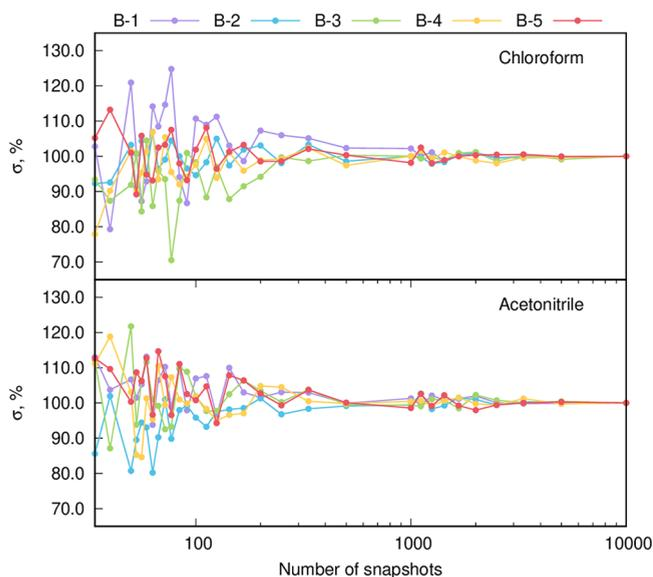 B-1 B-2 B-3 B-4 B-5
130.0
Chloroform
120.0
110.0
100.0
90.0
80.0
70.0
σ, %
130.0
Acetonitrile
120.0
110.0
100.0
90.0
80.0
70.0
σ, %
100 1000 10000
Number of snapshots